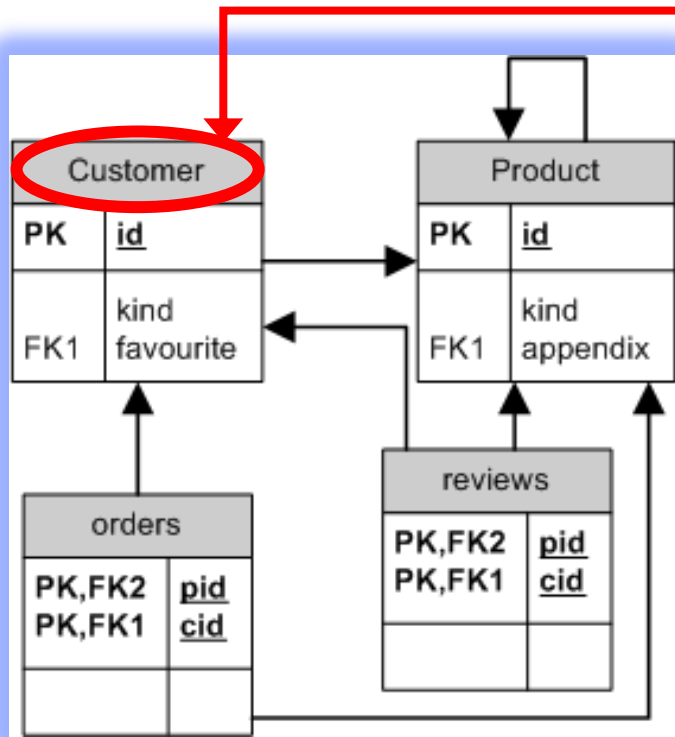 Customer
PK id
kind
FK1 favourite
Product
PK id
kind
FK1 appendix
orders
PK,FK2 pid
PK,FK1 cid
reviews
PK,FK2 pid
PK,FK1 cid